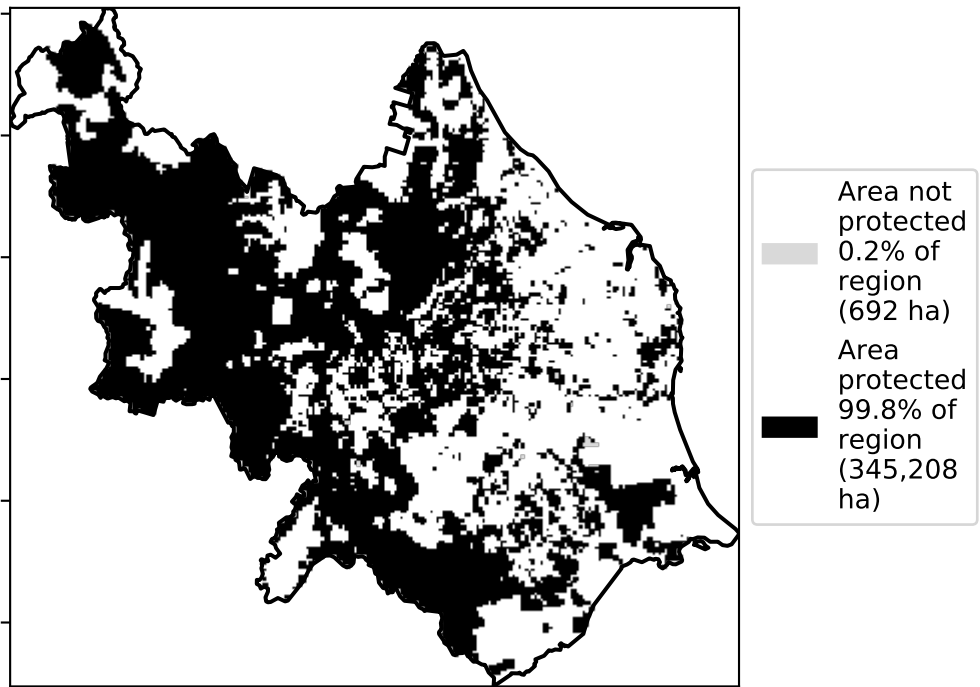 Area not
protected
0.2% of
region
(692 ha)
Area
protected
99.8% of
region
(345,208
ha)